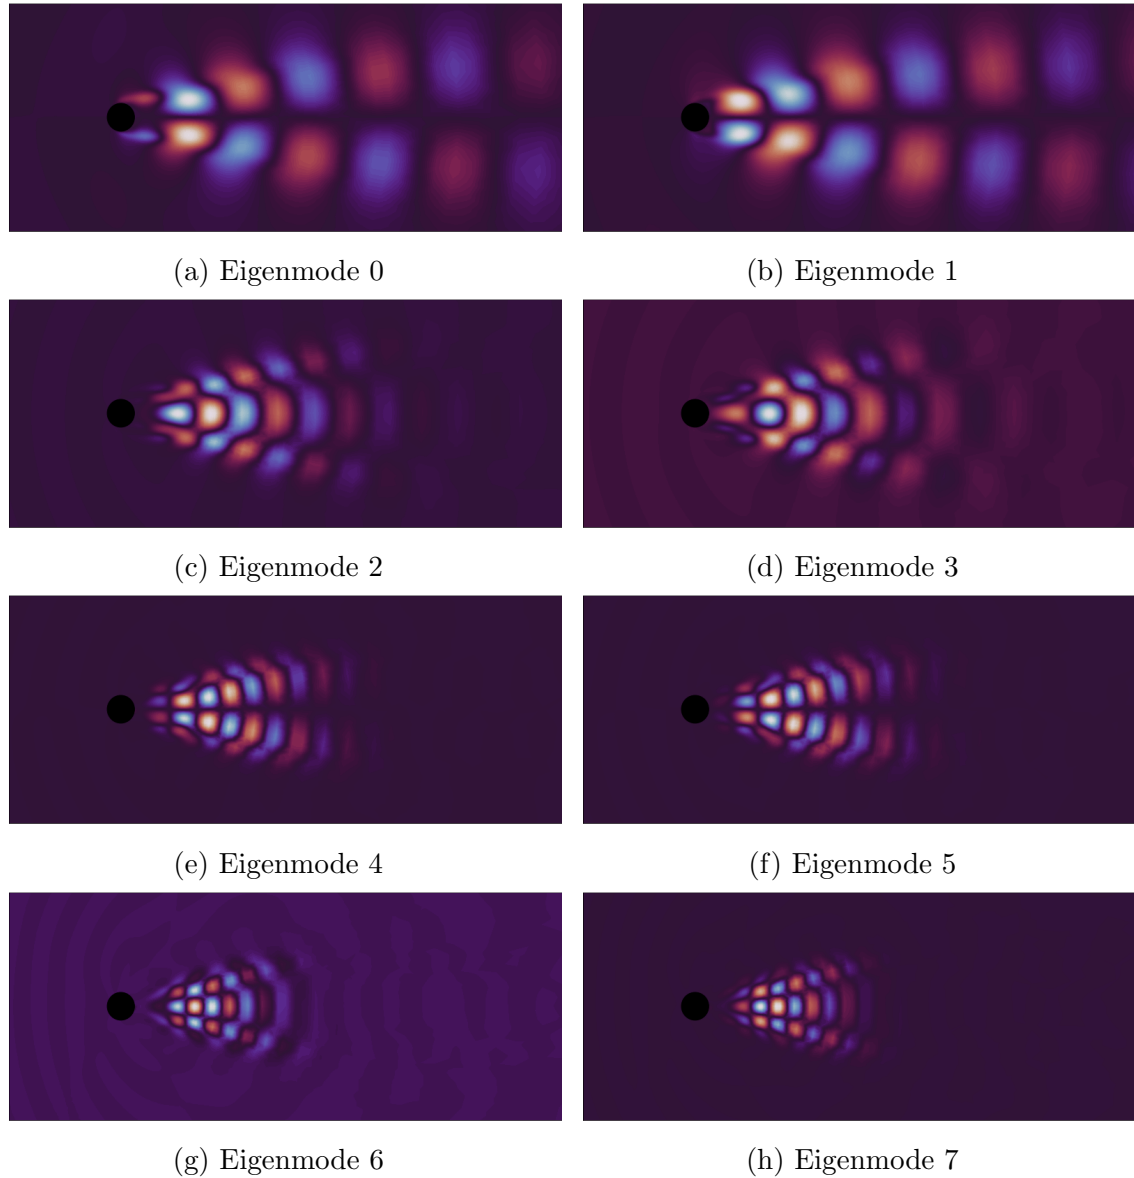 (a) Eigenmode 0
(b) Eigenmode 1
(c) Eigenmode 2
(d) Eigenmode 3
(e) Eigenmode 4
(f) Eigenmode 5
(g) Eigenmode 6
(h) Eigenmode 7